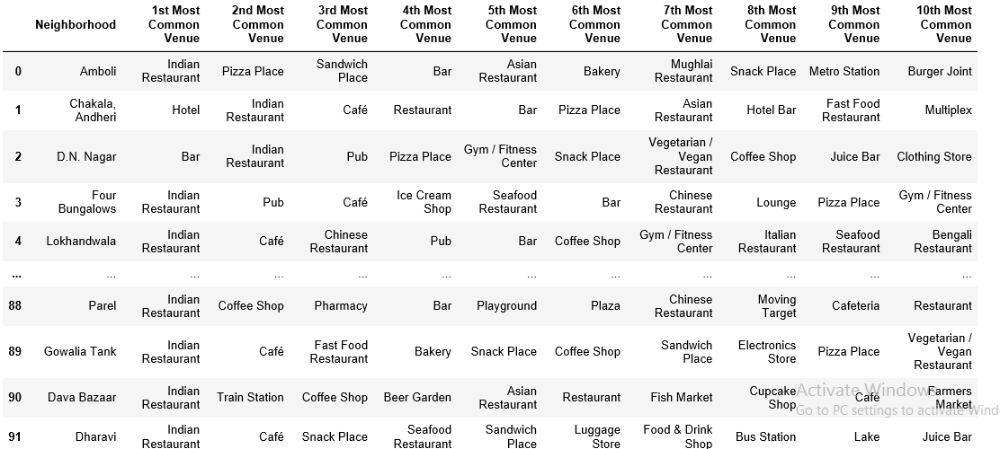 Neighborhood 1st Most Common Venue 2nd Most Common Venue 3rd Most Common Venue 4th Most Common Venue 5th Most Common Venue 6th Most Common Venue 7th Most Common Venue 8th Most Common Venue 9th Most Common Venue 10th Most Common Venue
0 Amboli Indian Restaurant Pizza Place Sandwich Place Bar Asian Restaurant Bakery Mughlai Restaurant Snack Place Metro Station Burger Joint
1 Chakala, Andheri Hotel Indian Restaurant Café Restaurant Bar Pizza Place Asian Restaurant Hotel Bar Fast Food Restaurant Multiplex
2 D.N. Nagar Bar Indian Restaurant Pub Pizza Place Gym / Fitness Center Snack Place Vegetarian / Vegan Restaurant Coffee Shop Juice Bar Clothing Store
3 Four Bungalows Indian Restaurant Pub Café Ice Cream Shop Seafood Restaurant Bar Chinese Restaurant Lounge Pizza Place Gym / Fitness Center
4 Lokhandwala Indian Restaurant Café Chinese Restaurant Pub Bar Coffee Shop Gym / Fitness Center Italian Restaurant Seafood Restaurant Bengali Restaurant
... ... ... ... ... ... ... ... ... ... ... ...
88 Parel Indian Restaurant Coffee Shop Pharmacy Bar Playground Plaza Chinese Restaurant Moving Target Cafeteria Restaurant
89 Gowalia Tank Indian Restaurant Café Fast Food Restaurant Bakery Snack Place Coffee Shop Sandwich Place Electronics Store Pizza Place Vegetarian / Vegan Restaurant
90 Dava Bazaar Indian Restaurant Train Station Coffee Shop Beer Garden Asian Restaurant Restaurant Fish Market Cupcake Shop Café Farmers Market
91 Dharavi Indian Restaurant Café Snack Place Seafood Restaurant Sandwich Place Luggage Store Food & Drink Shop Bus Station Lake Juice Bar
Activate Windows
Go to PC settings to activate Wind